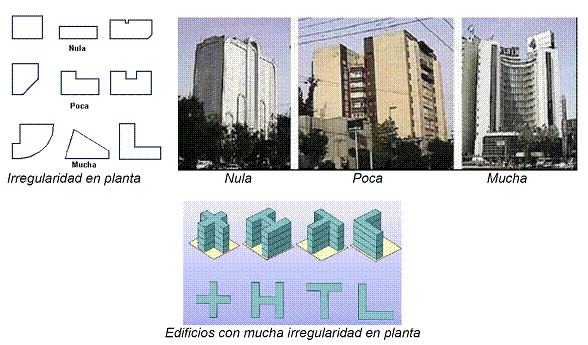 Nula
Poca
Mucha
Irregularidad en planta
Nula
Poca
Mucha
Edificios con mucha irregularidad en planta